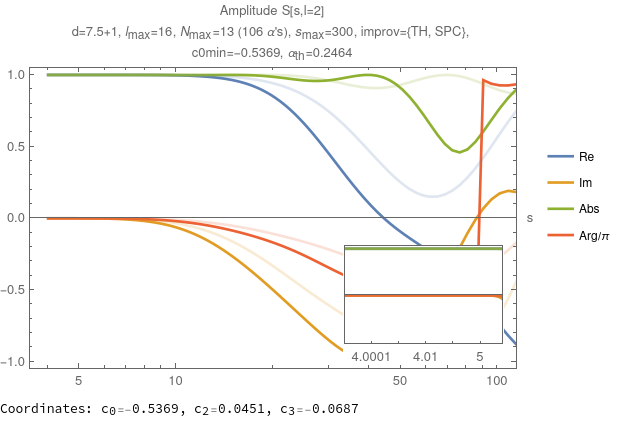 Amplitude S[s,l=2]
d=7.5+1, lmax=16, Nmax=13 (106 α's), smax=300, improv={TH, SPC},
c0min=-0.5369, αth=0.2464
1.0
0.5
0.0
-0.5
-1.0
5
10
50
100
s
4.0001
4.01
5
Re
Im
Abs
Arg/π
Coordinates: c0=-0.5369, c2=0.0451, c3=-0.0687